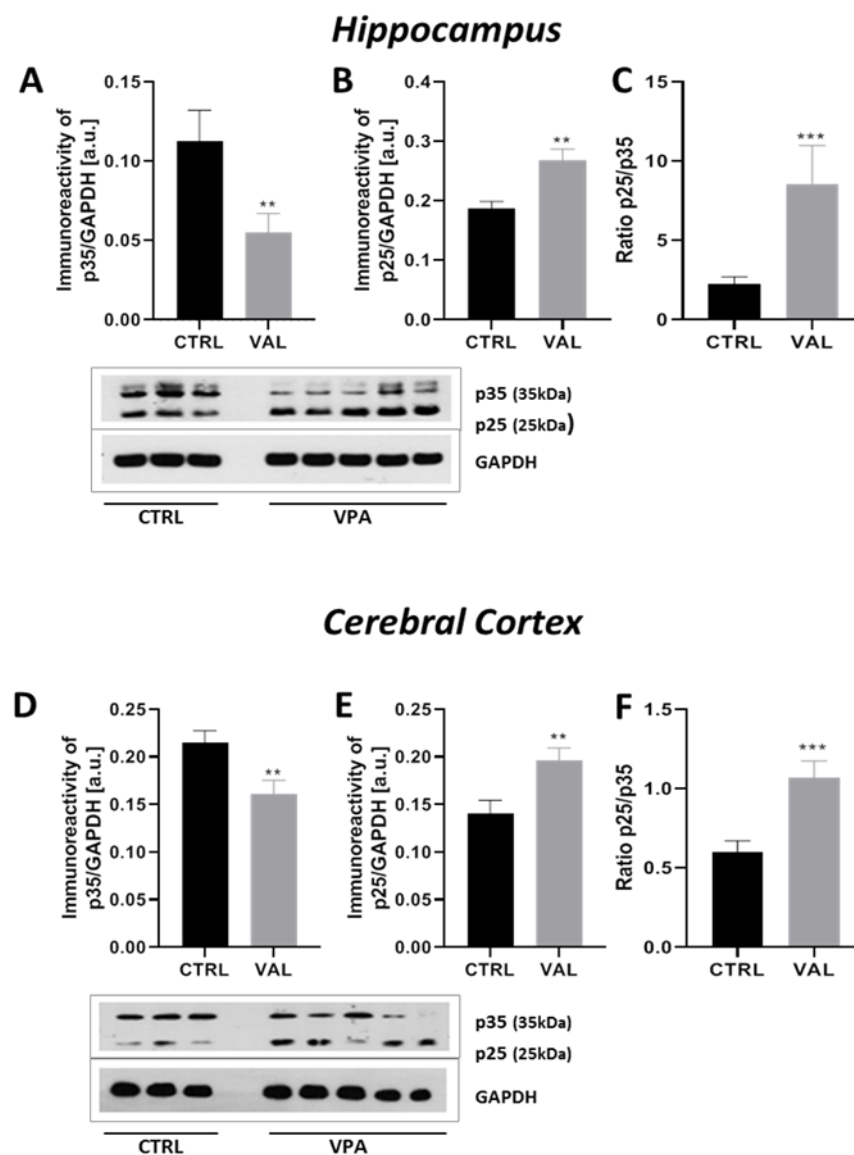 Hippocampus
A
Immunoreactivity of
p35/GAPDH [a.u.]
0.15
0.10
0.05
0.00
**
CTRL
VAL
B
Immunoreactivity of
p25/GAPDH [a.u.]
0.4
0.3
0.2
0.1
0.0
**
CTRL
VAL
C
Ratio p25/p35
15
10
5
0
***
CTRL
VAL
p35 (35kDa)
p25 (25kDa)
GAPDH
CTRL
VPA
Cerebral Cortex
D
Immunoreactivity of
p35/GAPDH [a.u.]
0.25
0.20
0.15
0.10
0.05
0.00
**
CTRL
VAL
E
Immunoreactivity of
p25/GAPDH [a.u.]
0.25
0.20
0.15
0.10
0.05
0.00
**
CTRL
VAL
F
Ratio p25/p35
1.5
1.0
0.5
0.0
***
CTRL
VAL
p35 (35kDa)
p25 (25kDa)
GAPDH
CTRL
VPA